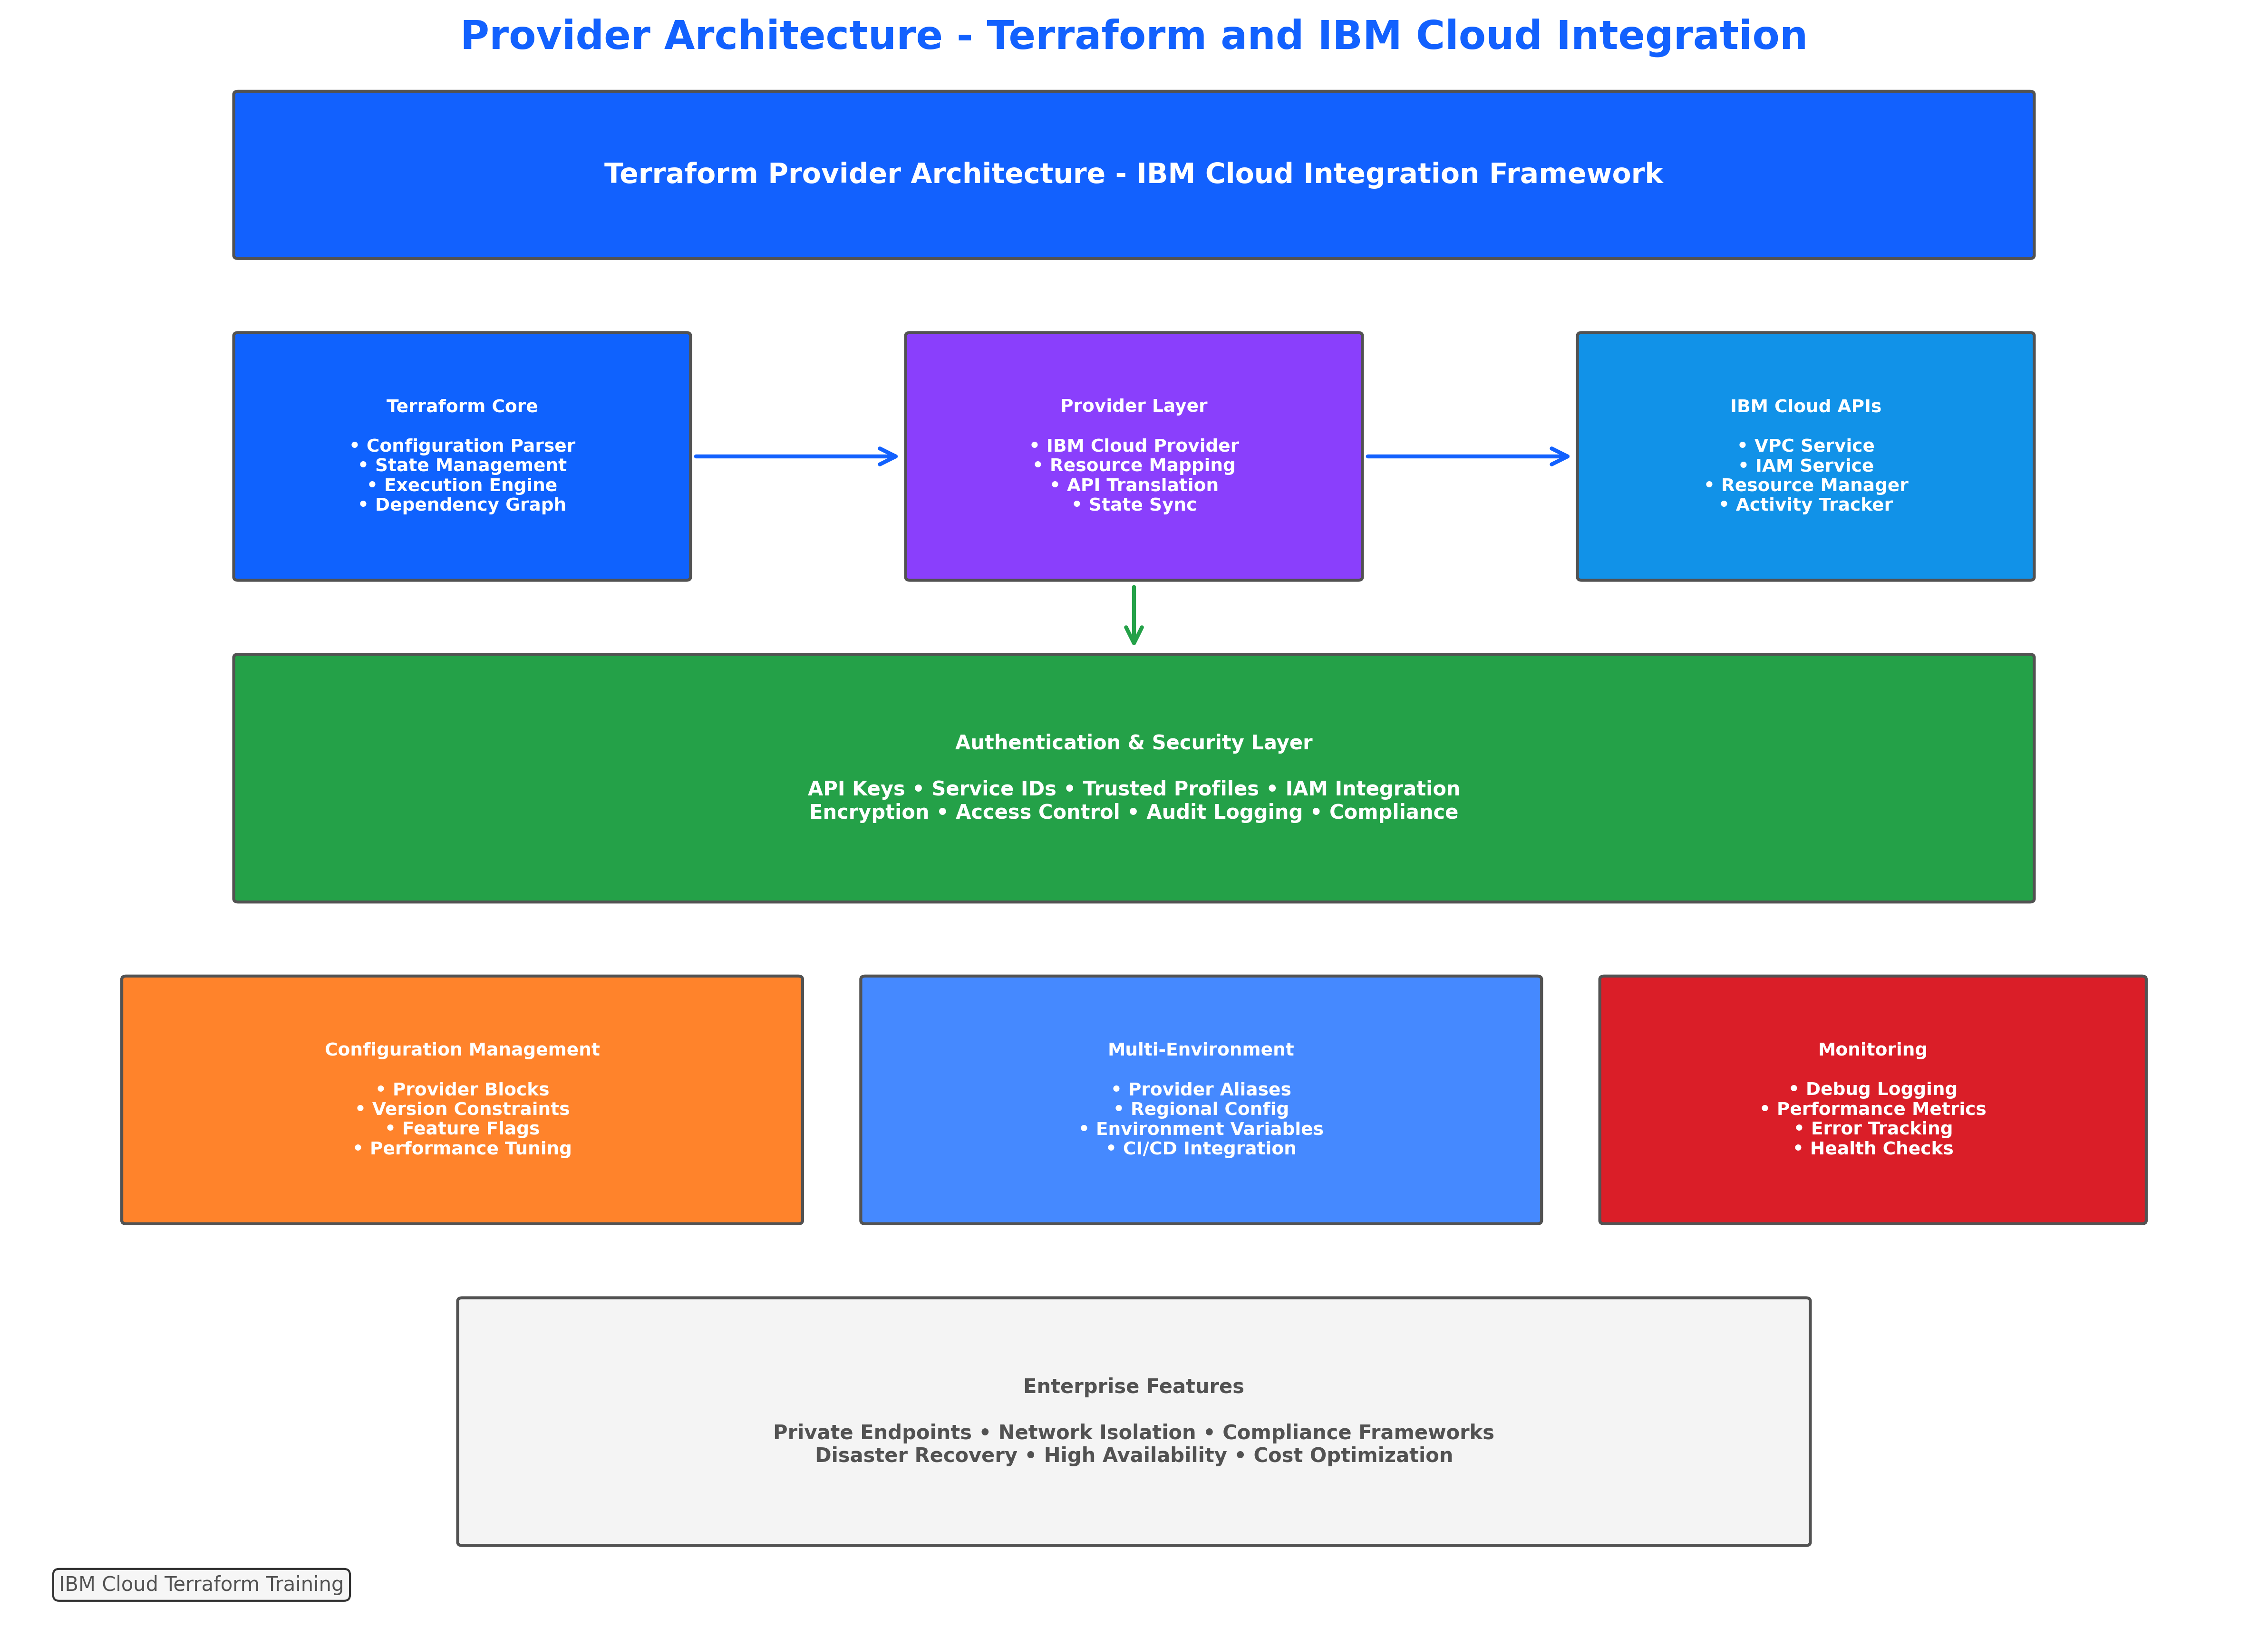 Provider Architecture - Terraform and IBM Cloud Integration
Terraform Provider Architecture - IBM Cloud Integration Framework
Terraform Core
• Configuration Parser
• State Management
• Execution Engine
• Dependency Graph
Provider Layer
• IBM Cloud Provider
• Resource Mapping
• API Translation
• State Sync
IBM Cloud APIs
• VPC Service
• IAM Service
• Resource Manager
• Activity Tracker
Authentication & Security Layer
API Keys • Service IDs • Trusted Profiles • IAM Integration
Encryption • Access Control • Audit Logging • Compliance
Configuration Management
• Provider Blocks
• Version Constraints
• Feature Flags
• Performance Tuning
Multi-Environment
• Provider Aliases
• Regional Config
• Environment Variables
• CI/CD Integration
Monitoring
• Debug Logging
• Performance Metrics
• Error Tracking
• Health Checks
Enterprise Features
Private Endpoints • Network Isolation • Compliance Frameworks
Disaster Recovery • High Availability • Cost Optimization
IBM Cloud Terraform Training